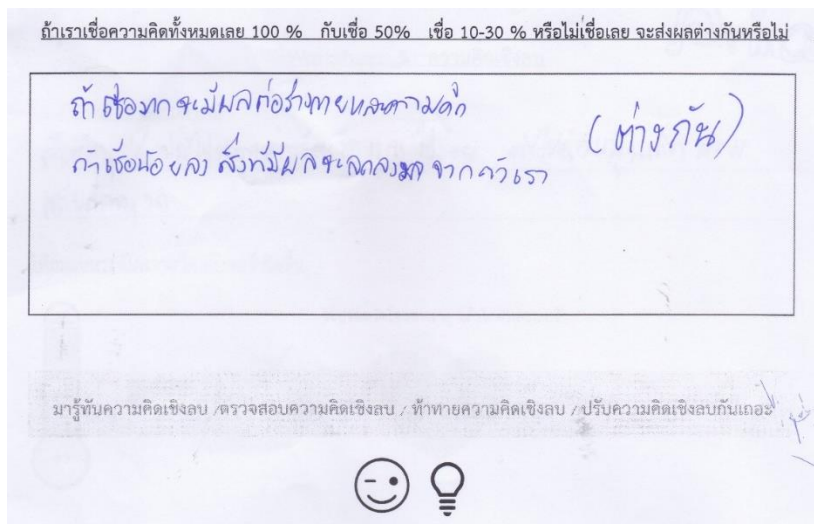 ถ้าเราเชื่อความคิดทั้งหมดเลย 100 % กับเชื่อ 50% เชื่อ 10-30 % หรือไม่เชื่อเลย จะส่งผลต่างกันหรือไม่
ถ้าเชื่อมากจะมีผลต่อร่างกายและความคิด
(ต่างกัน)
ถ้าเชื่อน้อยลง สิ่งที่มีผลจะลดลง จากตัวเรา
มารู้ทันความคิดเชิงลบ /ตรวจสอบความคิดเชิงลบ / ท้าทายความคิดเชิงลบ / ปรับความคิดเชิงลบกันเถอะ